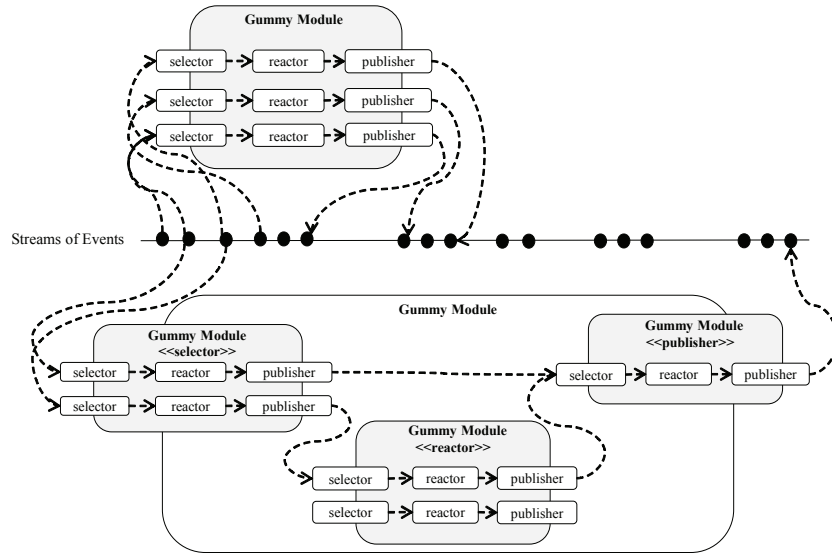 Gummy Module
selector reactor publisher
selector reactor publisher
selector reactor publisher
Streams of Events
Gummy Module
Gummy Module
<<selector>>
selector reactor publisher
selector reactor publisher
Gummy Module
<<publisher>>
selector reactor publisher
Gummy Module
<<reactor>>
selector reactor publisher
selector reactor publisher